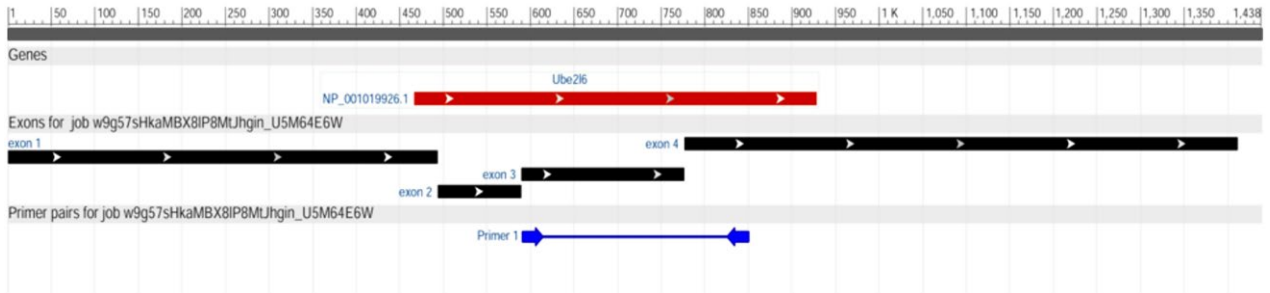 1 50 100 150 200 250 300 350 400 450 500 550 600 650 700 750 800 850 900 950 1 K 1,050 1,100 1,150 1,200 1,250 1,300 1,350 1,438
Genes
Ube2l6
NP_001019926.1
Exons for job w9g57sHkaMBX8lP8MtJhgin_U5M64E6W
exon 1
exon 4
exon 3
exon 2
Primer pairs for job w9g57sHkaMBX8lP8MtJhgin_U5M64E6W
Primer 1